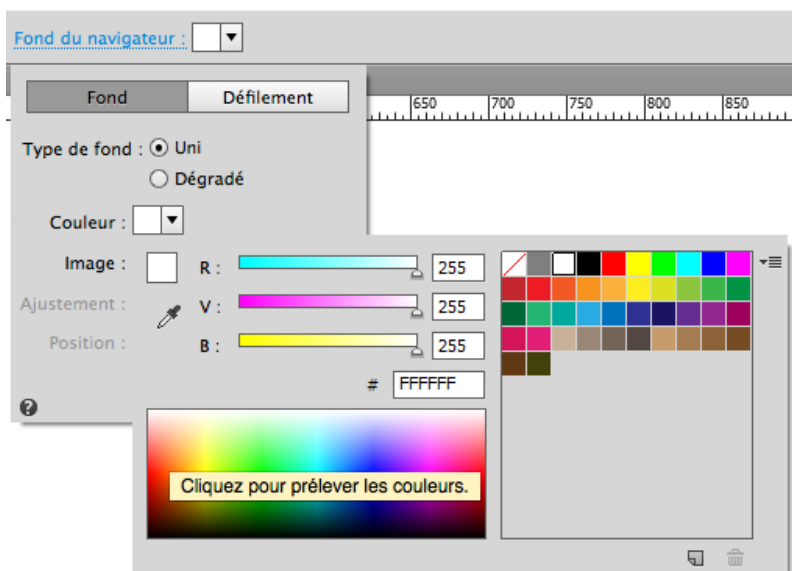 Fond du navigateur :
Fond Défilement
650 700 750 800 850
Type de fond : Uni
Dégradé
Couleur :
Image :
R : 255
Ajustement :
V : 255
Position :
B : 255
# FFFFFF
?
Cliquez pour prélever les couleurs.